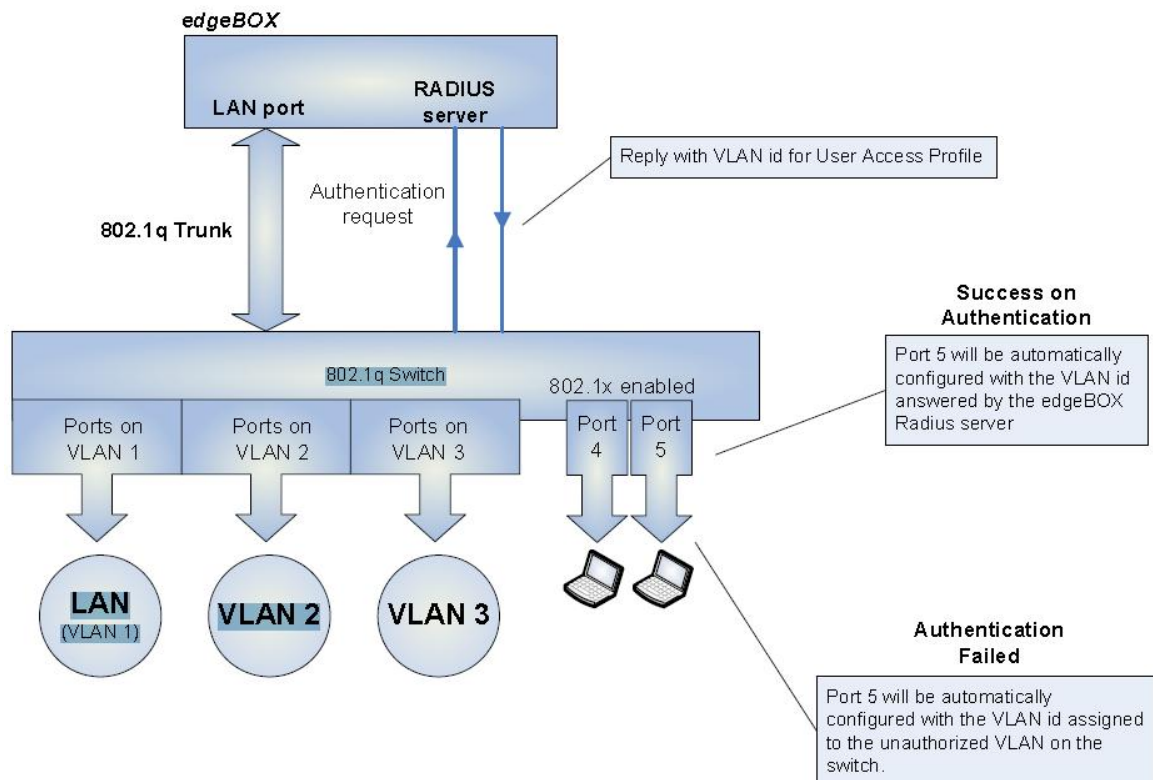 edgeBOX
LAN port
RADIUS
server
Reply with VLAN id for User Access Profile
Authentication
request
802.1q Trunk
Success on
Authentication
Port 5 will be automatically
configured with the VLAN id
answered by the edgeBOX
Radius server
802.1q Switch
802.1x enabled
Ports on
VLAN 1
Ports on
VLAN 2
Ports on
VLAN 3
Port
4
Port
5
LAN
(VLAN 1)
VLAN 2
VLAN 3
Authentication
Failed
Port 5 will be automatically
configured with the VLAN id assigned
to the unauthorized VLAN on the
switch.